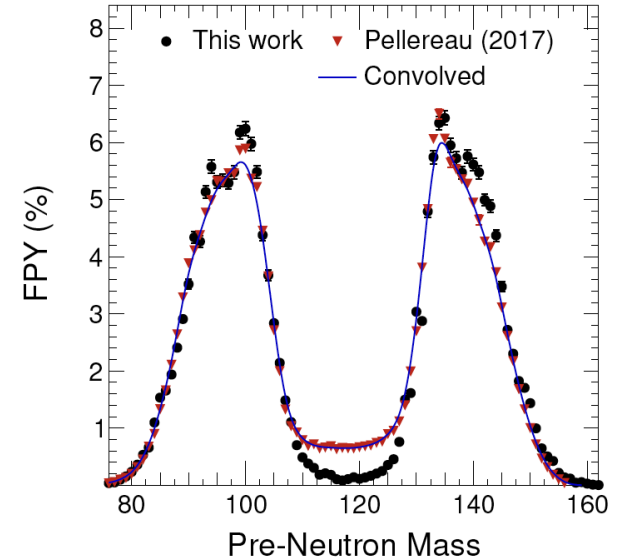 This work
Pellereau (2017)
Convolved
FPY (%)
8
7
6
5
4
3
2
1
80 100 120 140 160
Pre-Neutron Mass